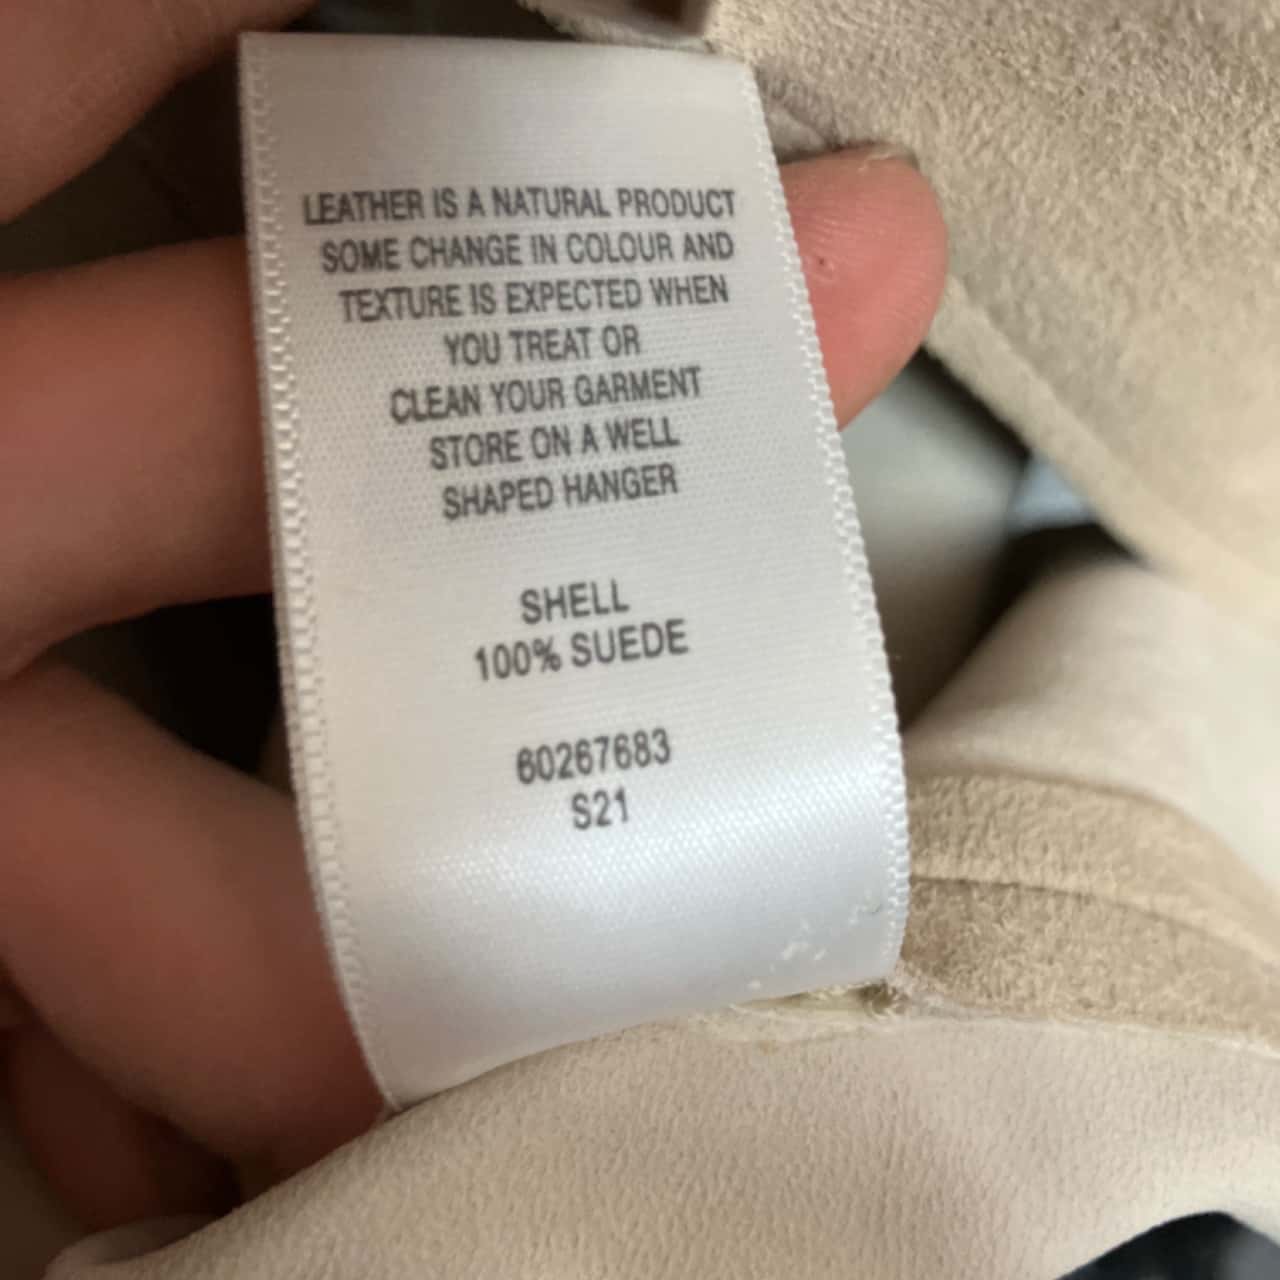 LEATHER IS A NATURAL PRODUCT
SOME CHANGE IN COLOUR AND
TEXTURE IS EXPECTED WHEN
YOU TREAT OR
CLEAN YOUR GARMENT
STORE ON A WELL
SHAPED HANGER
SHELL
100% SUEDE
60267683
S21